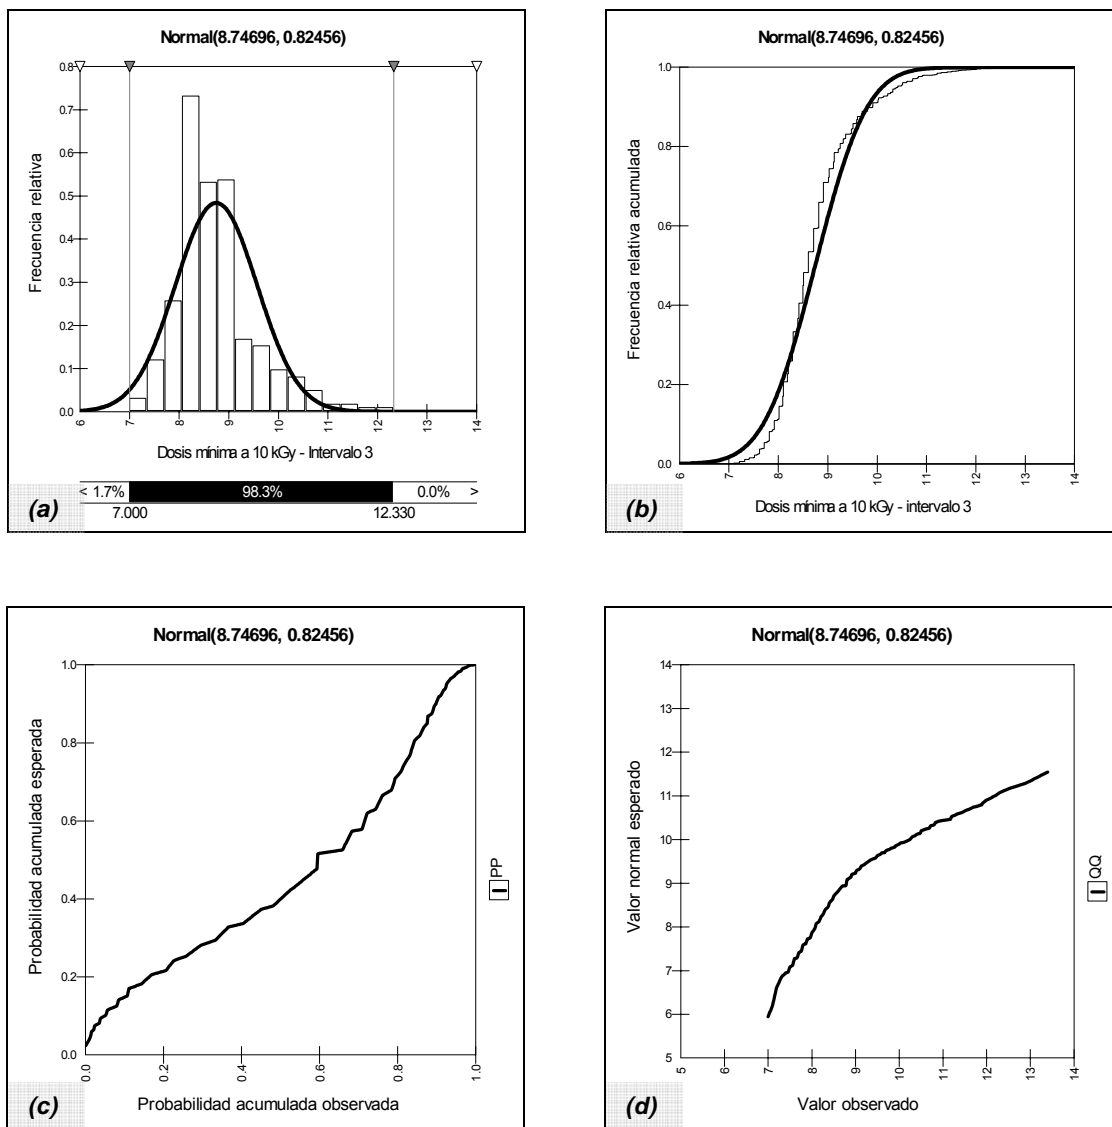 Normal(8.74696, 0.82456)
0.8
0.7
0.6
0.5
0.4
0.3
0.2
0.1
0.0
Frecuencia relativa
6 7 8 9 10 11 12 13 14
Dosis mínima a 10 kGy - Intervalo 3
< 1.7% 98.3% 0.0% >
7.000 12.330
(a)
Normal(8.74696, 0.82456)
1.0
0.8
0.6
0.4
0.2
0.0
Frecuencia relativa acumulada
6 7 8 9 10 11 12 13 14
Dosis mínima a 10 kGy - intervalo 3
(b)
Normal(8.74696, 0.82456)
1.0
0.8
0.6
0.4
0.2
0.0
Probabilidad acumulada esperada
0.0 0.2 0.4 0.6 0.8 1.0
Probabilidad acumulada observada
PP
(c)
Normal(8.74696, 0.82456)
14
13
12
11
10
9
8
7
6
5
Valor normal esperado
5 6 7 8 9 10 11 12 13 14
Valor observado
QQ
(d)